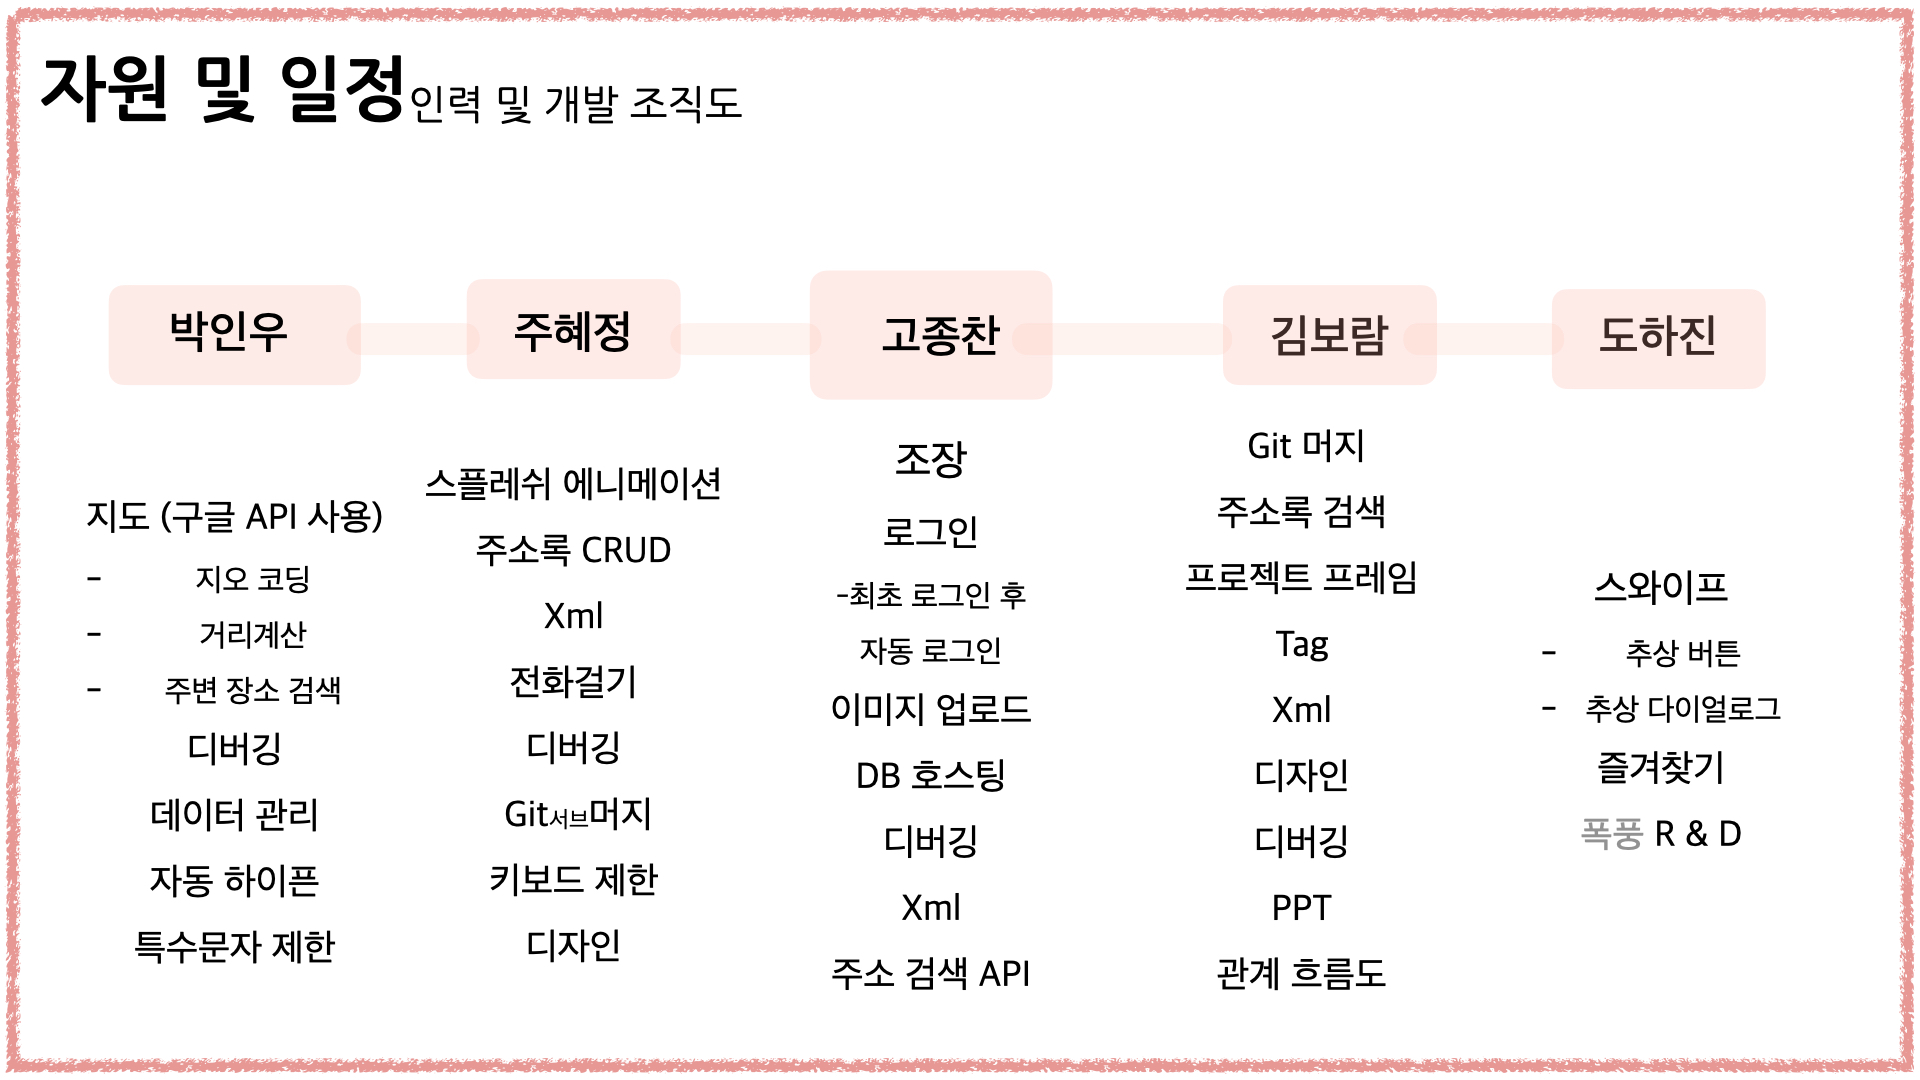 자원 및 일정 인력 및 개발 조직도
박인우
지도 (구글 API 사용)
- 지오 코딩
- 거리계산
- 주변 장소 검색
디버깅
데이터 관리
자동 하이픈
특수문자 제한
주혜정
스플레쉬 에니메이션
주소록 CRUD
Xml
전화걸기
디버깅
Git서브머지
키보드 제한
디자인
고종찬
조장
로그인
-최초 로그인 후
자동 로그인
이미지 업로드
DB 호스팅
디버깅
Xml
주소 검색 API
김보람
Git 머지
주소록 검색
프로젝트 프레임
Tag
Xml
디자인
디버깅
PPT
관계 흐름도
도하진
스와이프
- 추상 버튼
- 추상 다이얼로그
즐겨찾기
폭풍 R & D